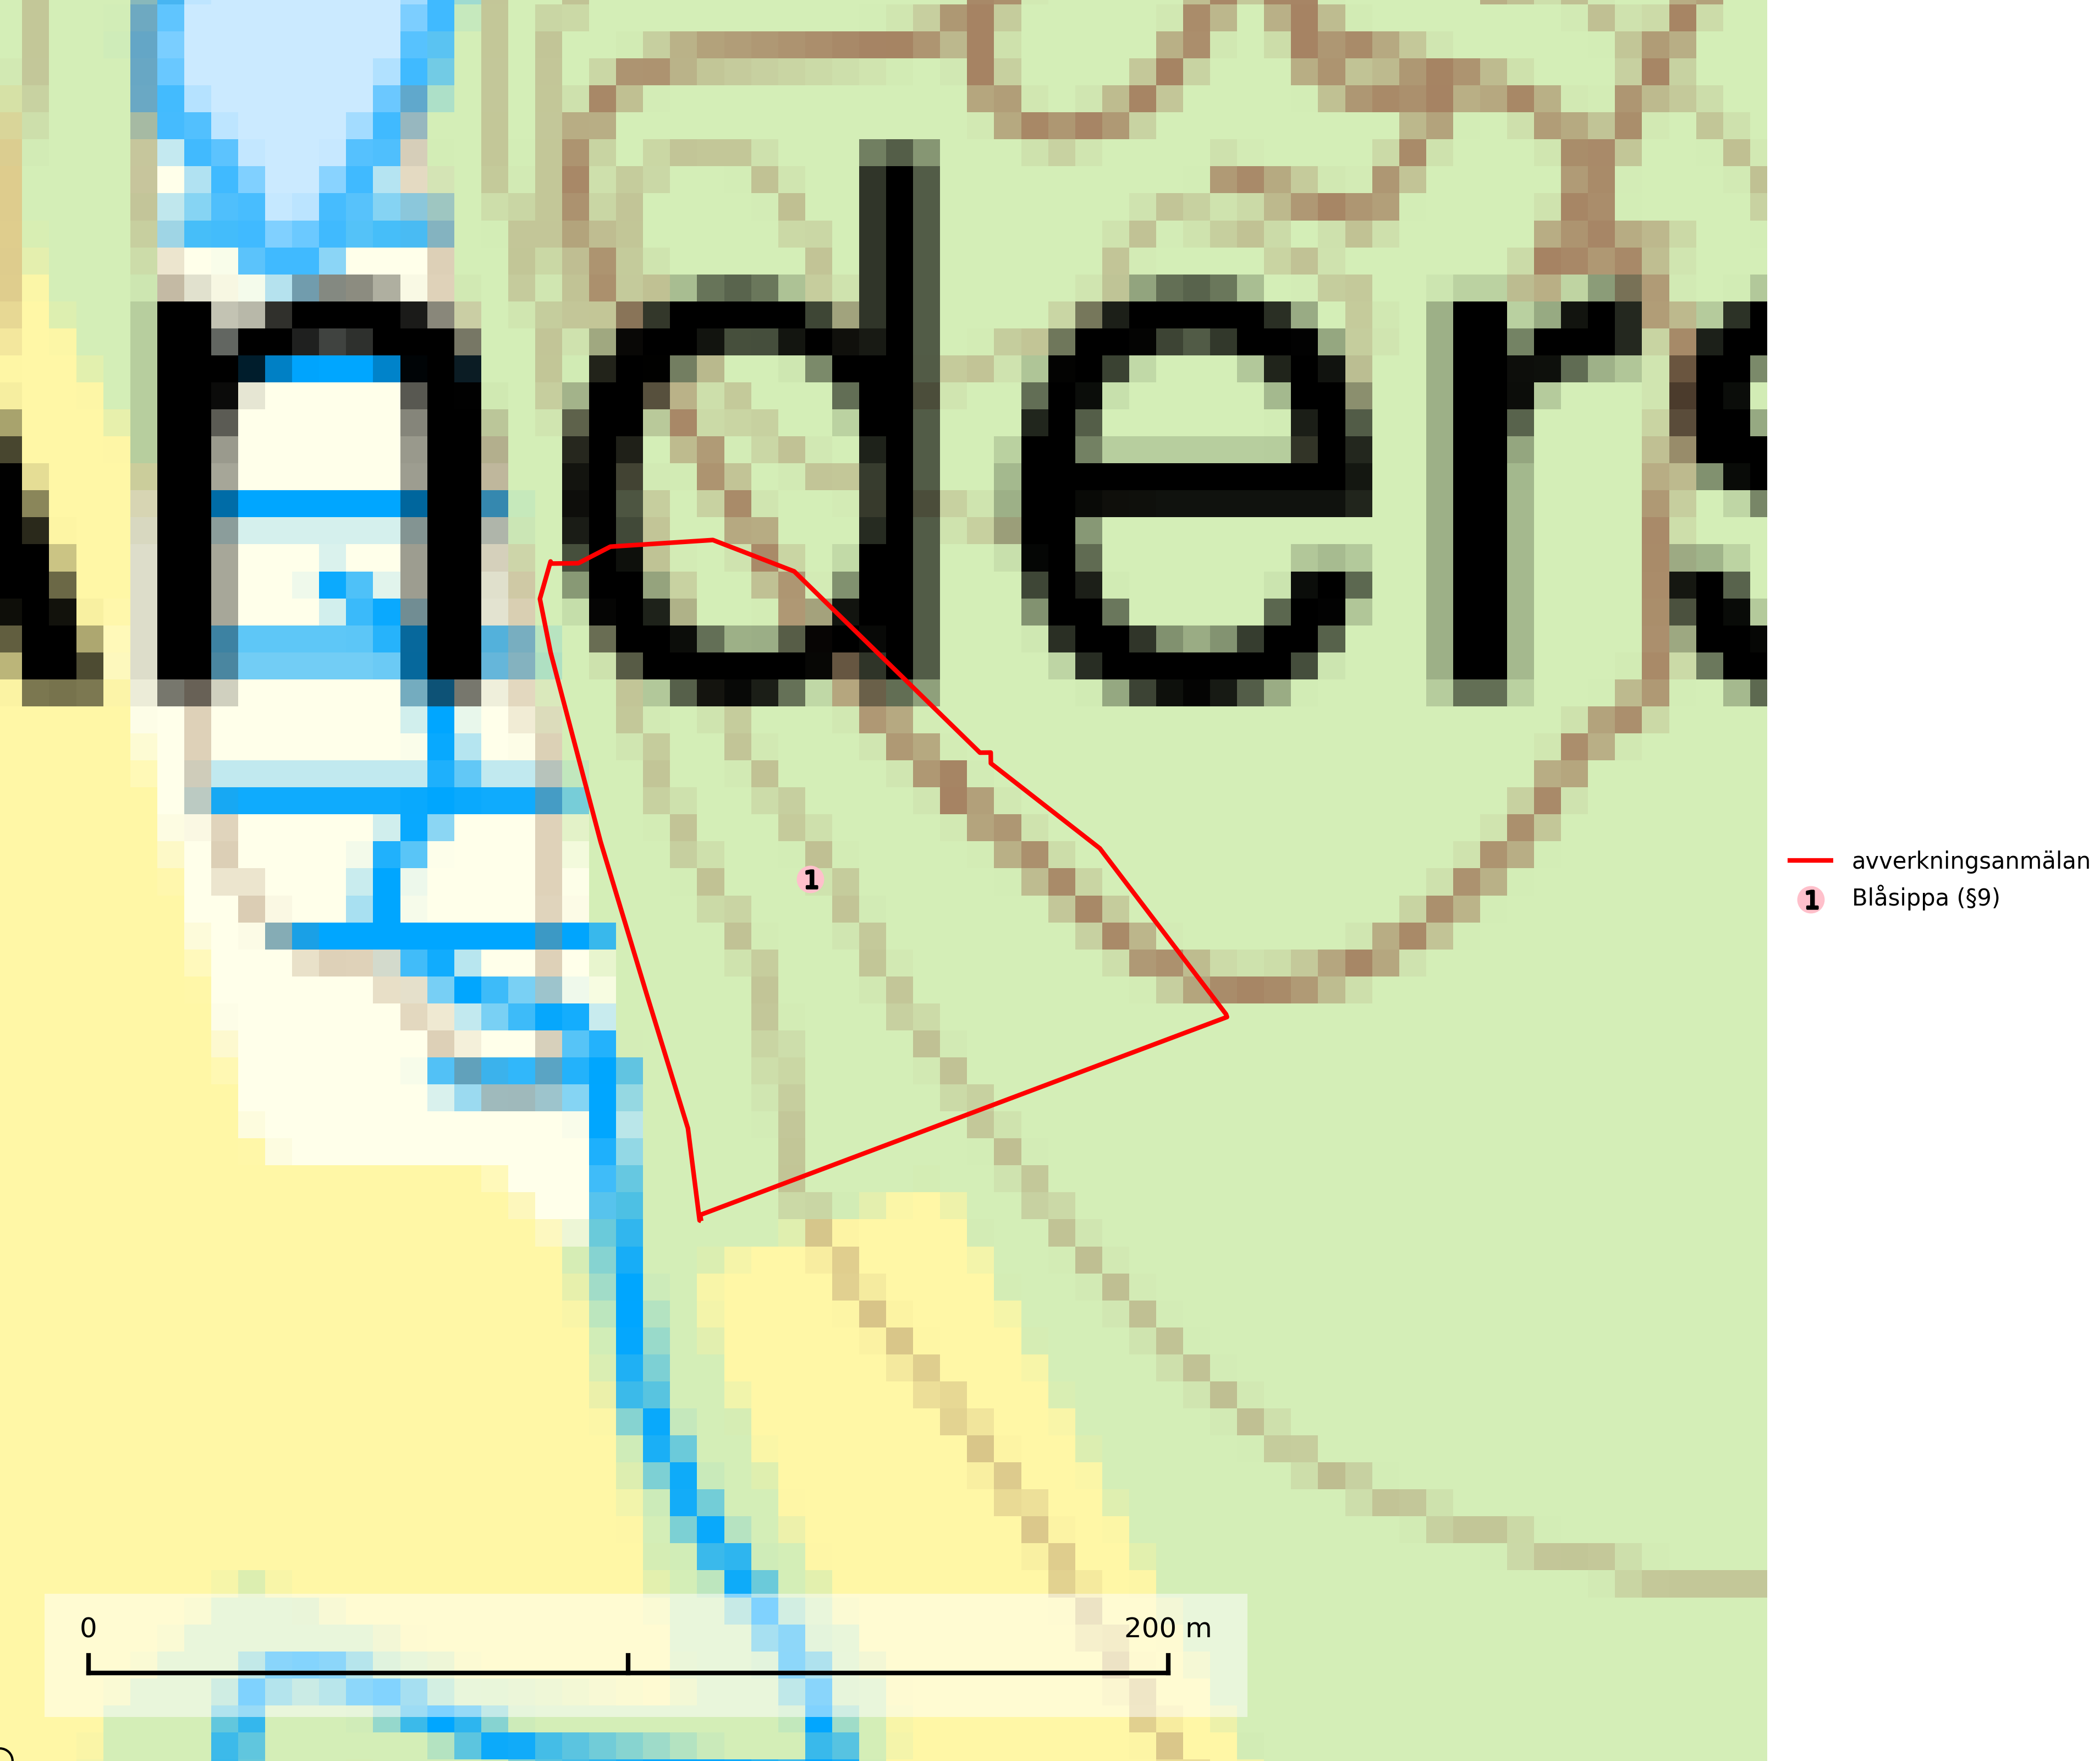 nders
1
avverkningsanmälan
1 Blåsippa (§9)
0 200 m